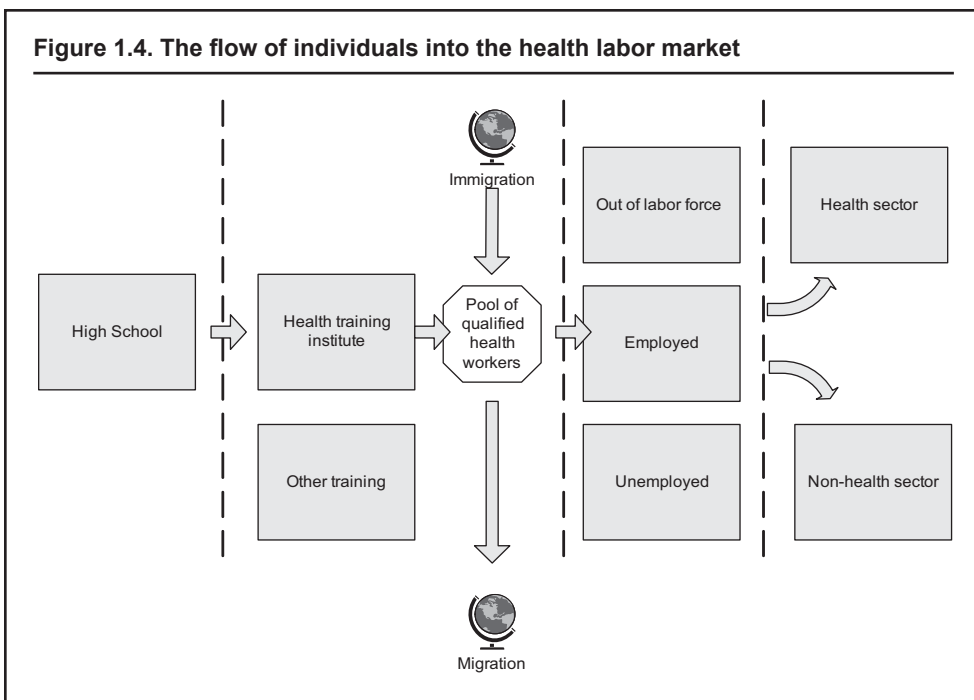 Figure 1.4. The flow of individuals into the health labor market
Immigration
Out of labor force
Health sector
High School
Health training
institute
Pool of
qualified
health
workers
Employed
Other training
Unemployed
Non-health sector
Migration